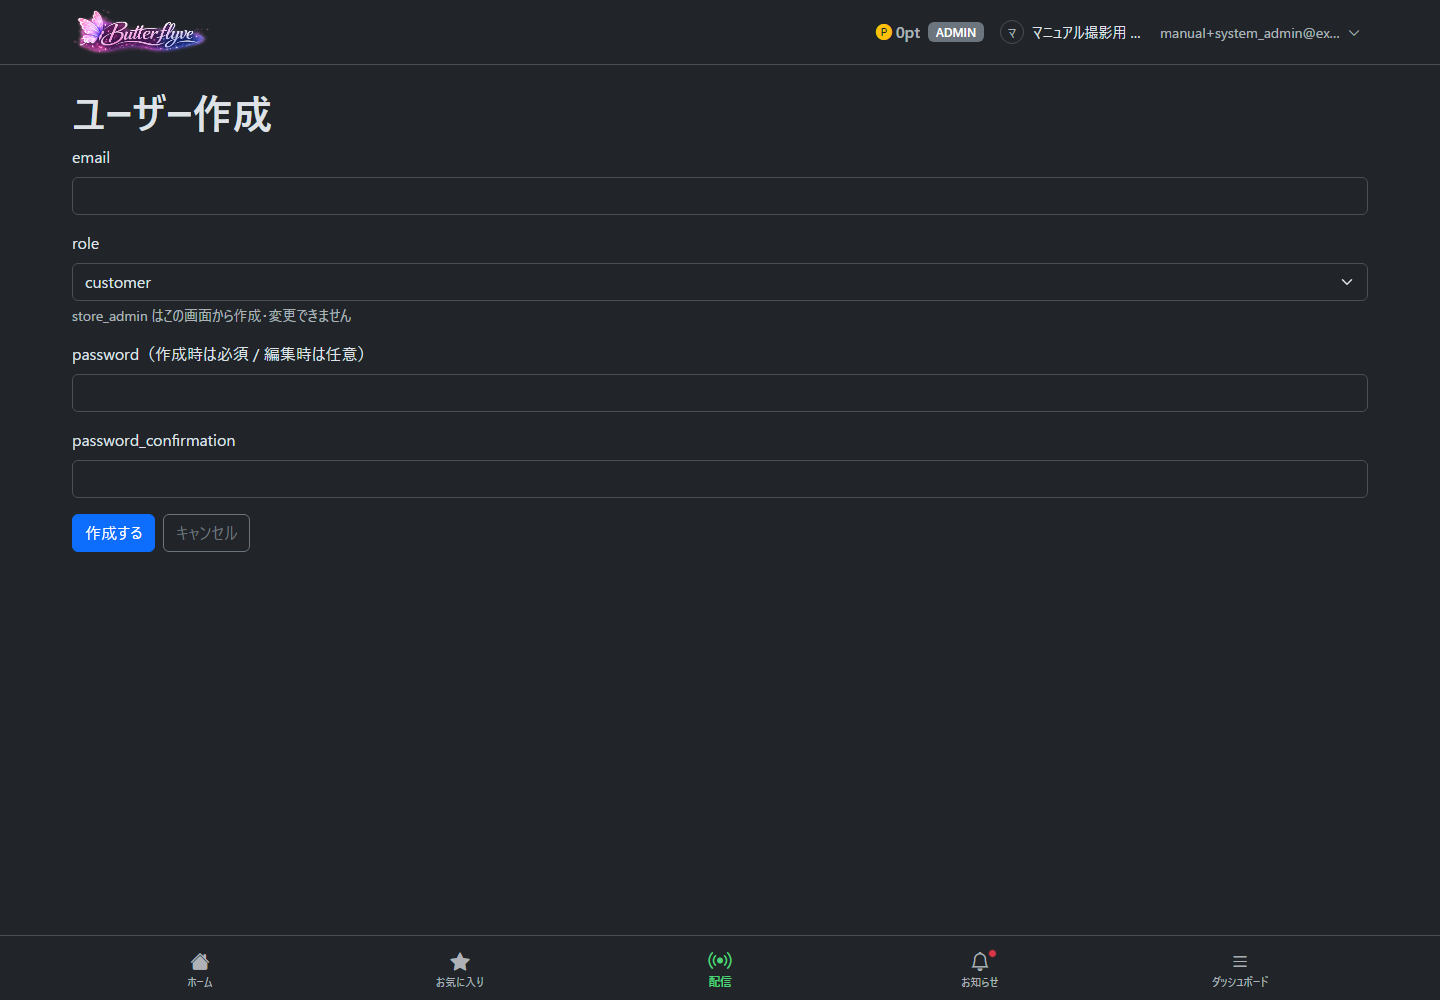 Butterflyve
P 0pt ADMIN マ マニュアル撮影用 ... manual+system_admin@ex...
ユーザー作成
email
role
customer
store_admin はこの画面から作成・変更できません
password（作成時は必須 / 編集時は任意）
password_confirmation
作成する キャンセル
ホーム お気に入り 配信 お知らせ ダッシュボード